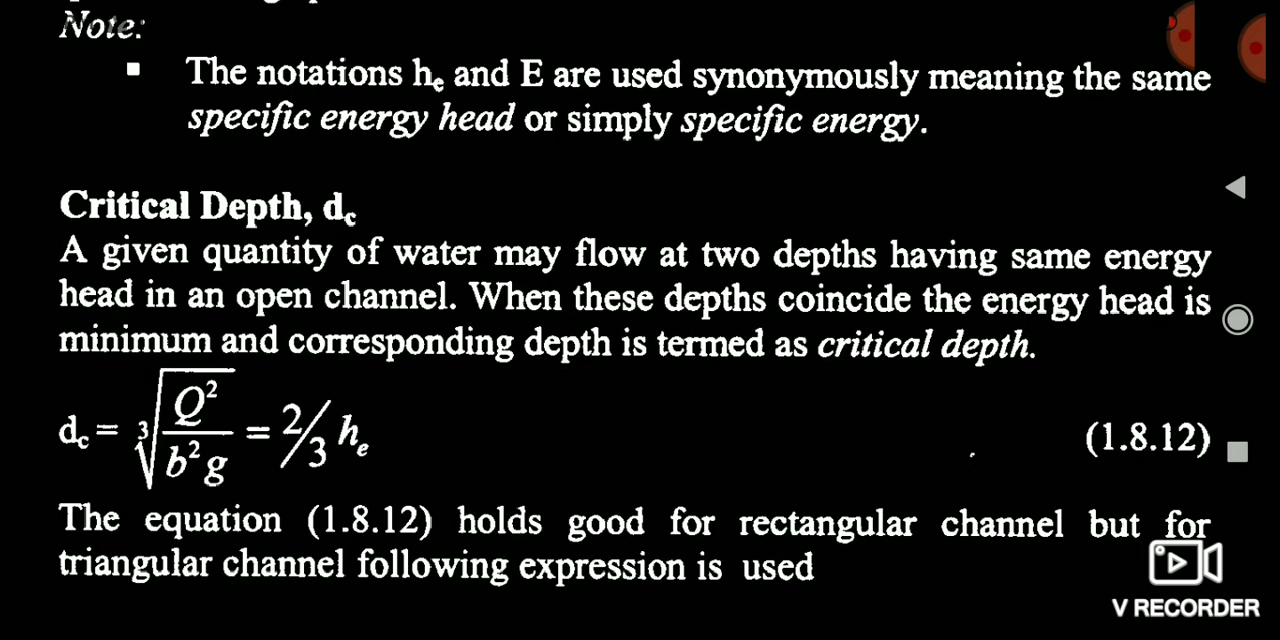 Note:
▪ The notations hₑ and E are used synonymously meaning the same
specific energy head or simply specific energy.
Critical Depth, d_c
A given quantity of water may flow at two depths having same energy
head in an open channel. When these depths coincide the energy head is
minimum and corresponding depth is termed as critical depth.
d_c = ∛(Q²/b²g) = 2/3 hₑ (1.8.12)
The equation (1.8.12) holds good for rectangular channel but for
triangular channel following expression is used
V RECORDER